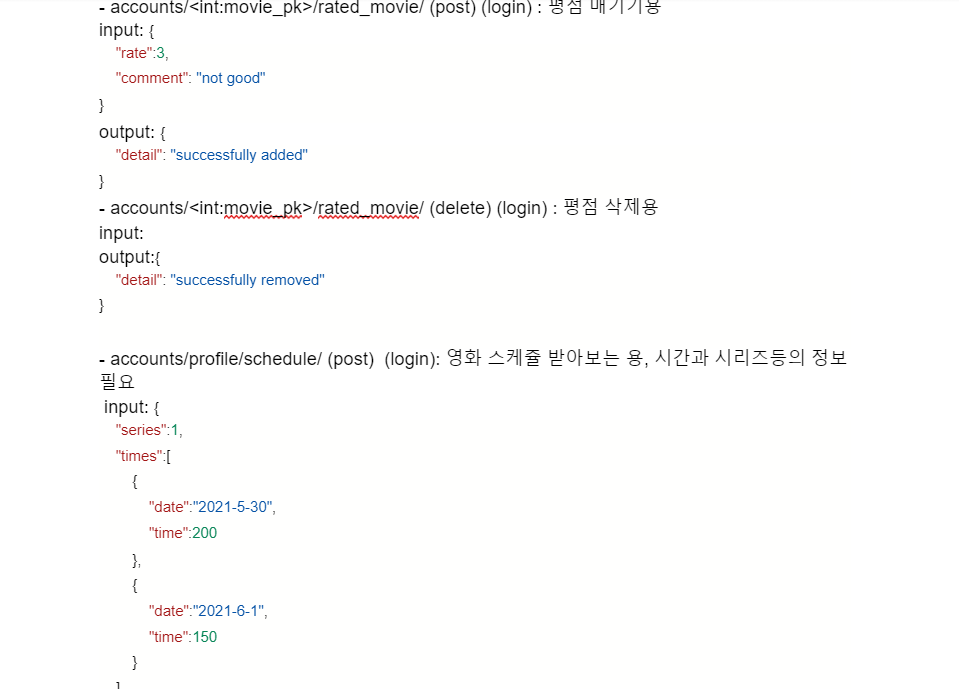 - accounts/<int:movie_pk>/rated_movie/ (post) (login) : 평점 매기기용
input: {
"rate":3,
"comment": "not good"
}
output: {
"detail": "successfully added"
}
- accounts/<int:movie_pk>/rated_movie/ (delete) (login) : 평점 삭제용
input:
output:{
"detail": "successfully removed"
}
- accounts/profile/schedule/ (post)  (login): 영화 스케쥴 받아보는 용, 시간과 시리즈등의 정보
필요
input: {
"series":1,
"times":[
{
"date":"2021-5-30",
"time":200
},
{
"date":"2021-6-1",
"time":150
}
]